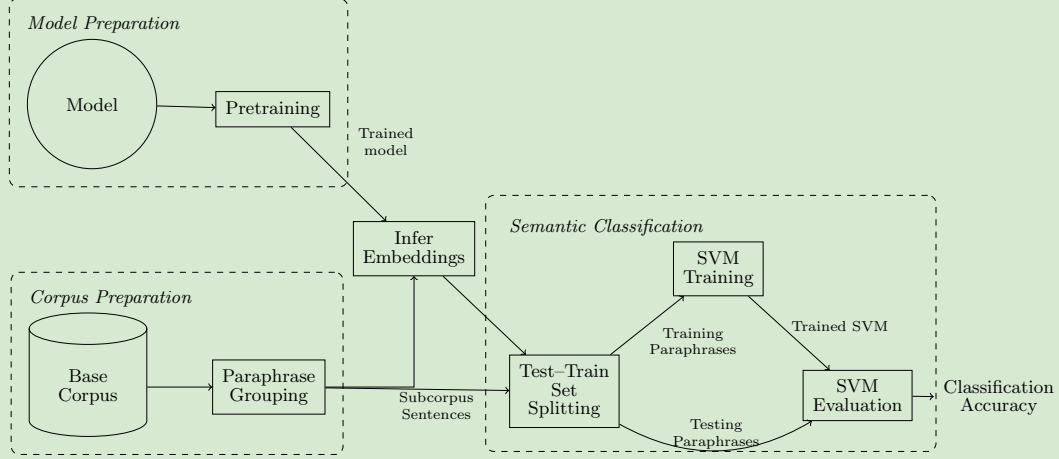 Model Preparation
Model
Pretraining
Trained
model
Infer
Embeddings
Corpus Preparation
Base
Corpus
Paraphrase
Grouping
Subcorpus
Sentences
Semantic Classification
SVM
Training
Training
Paraphrases
Trained SVM
Test–Train
Set
Splitting
Testing
Paraphrases
SVM
Evaluation
Classification
Accuracy